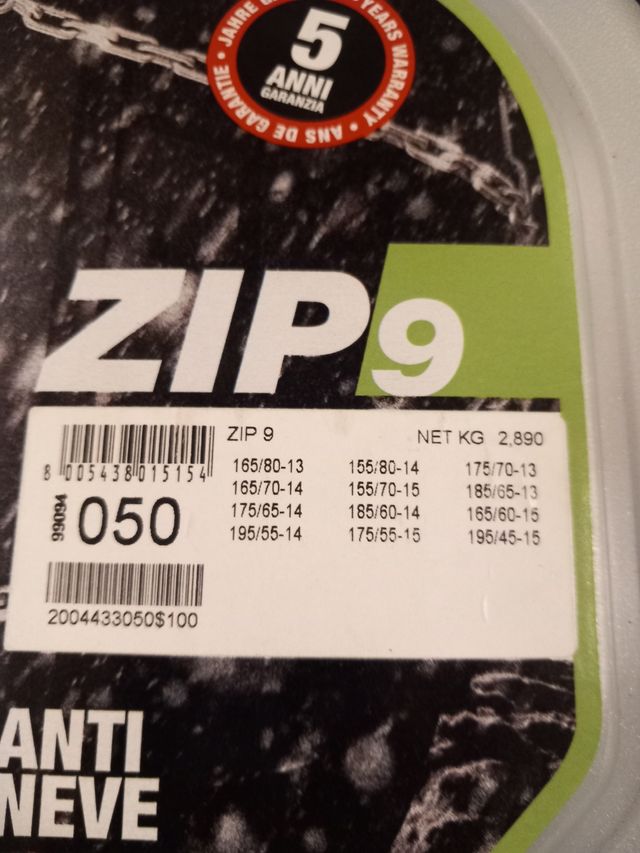 JAHRE G
YEARS WARRANTY • ANS DE GARANTIE •
5
ANNI
GARANZIA
ZIP9
ZIP 9 NET KG 2,890
8 005438 015154
165/80-13 155/80-14 175/70-13
165/70-14 155/70-15 185/65-13
175/65-14 185/60-14 165/60-15
195/55-14 175/55-15 195/45-15
99094
050
2004433050$100
ANTI
NEVE